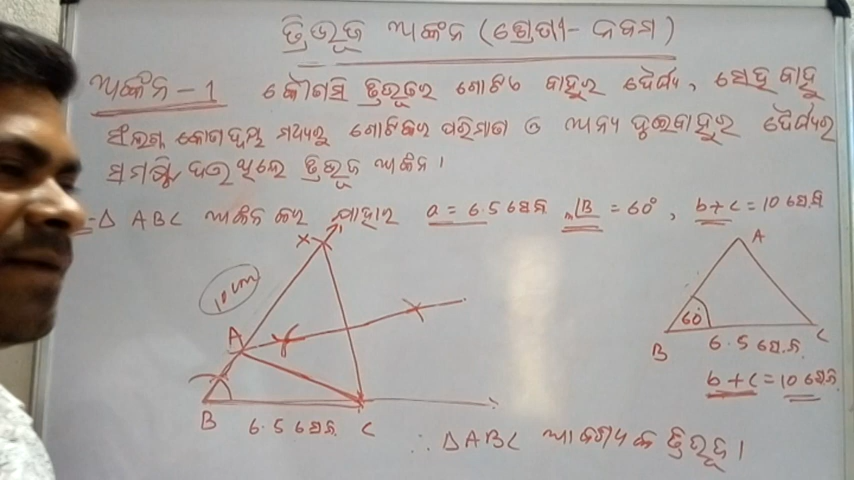 ତ୍ରିଭୁଜ ଅଙ୍କନ (ଶ୍ରେଣୀ- ନବମ)
ଅଙ୍କନ - 1 କୌଣସି ତ୍ରିଭୁଜର ଗୋଟିଏ ବାହୁର ଦୈର୍ଘ୍ୟ, ସେହି ବାହୁ
ସଂଲଗ୍ନ କୋଣଦ୍ୱୟ ମଧ୍ୟରୁ ଗୋଟିକର ପରିମାଣ ଓ ଅନ୍ୟ ଦୁଇବାହୁର ଦୈର୍ଘ୍ୟର
ସମଷ୍ଟି ଦତ୍ତ ଥିଲେ ତ୍ରିଭୁଜ ଅଙ୍କନ।
Δ ABC ଅଙ୍କନ କର ଯାହାର a = 6.5 ସେମି m∠B = 60°, b+c = 10 ସେମି
X
10cm
A
B 6.5 ସେମି. C
A
60°
B C
6.5 ସେ.ମି.
b+c = 10 ସେମି.
∴ ΔABC ଆବଶ୍ୟକ ତ୍ରିଭୁଜ।